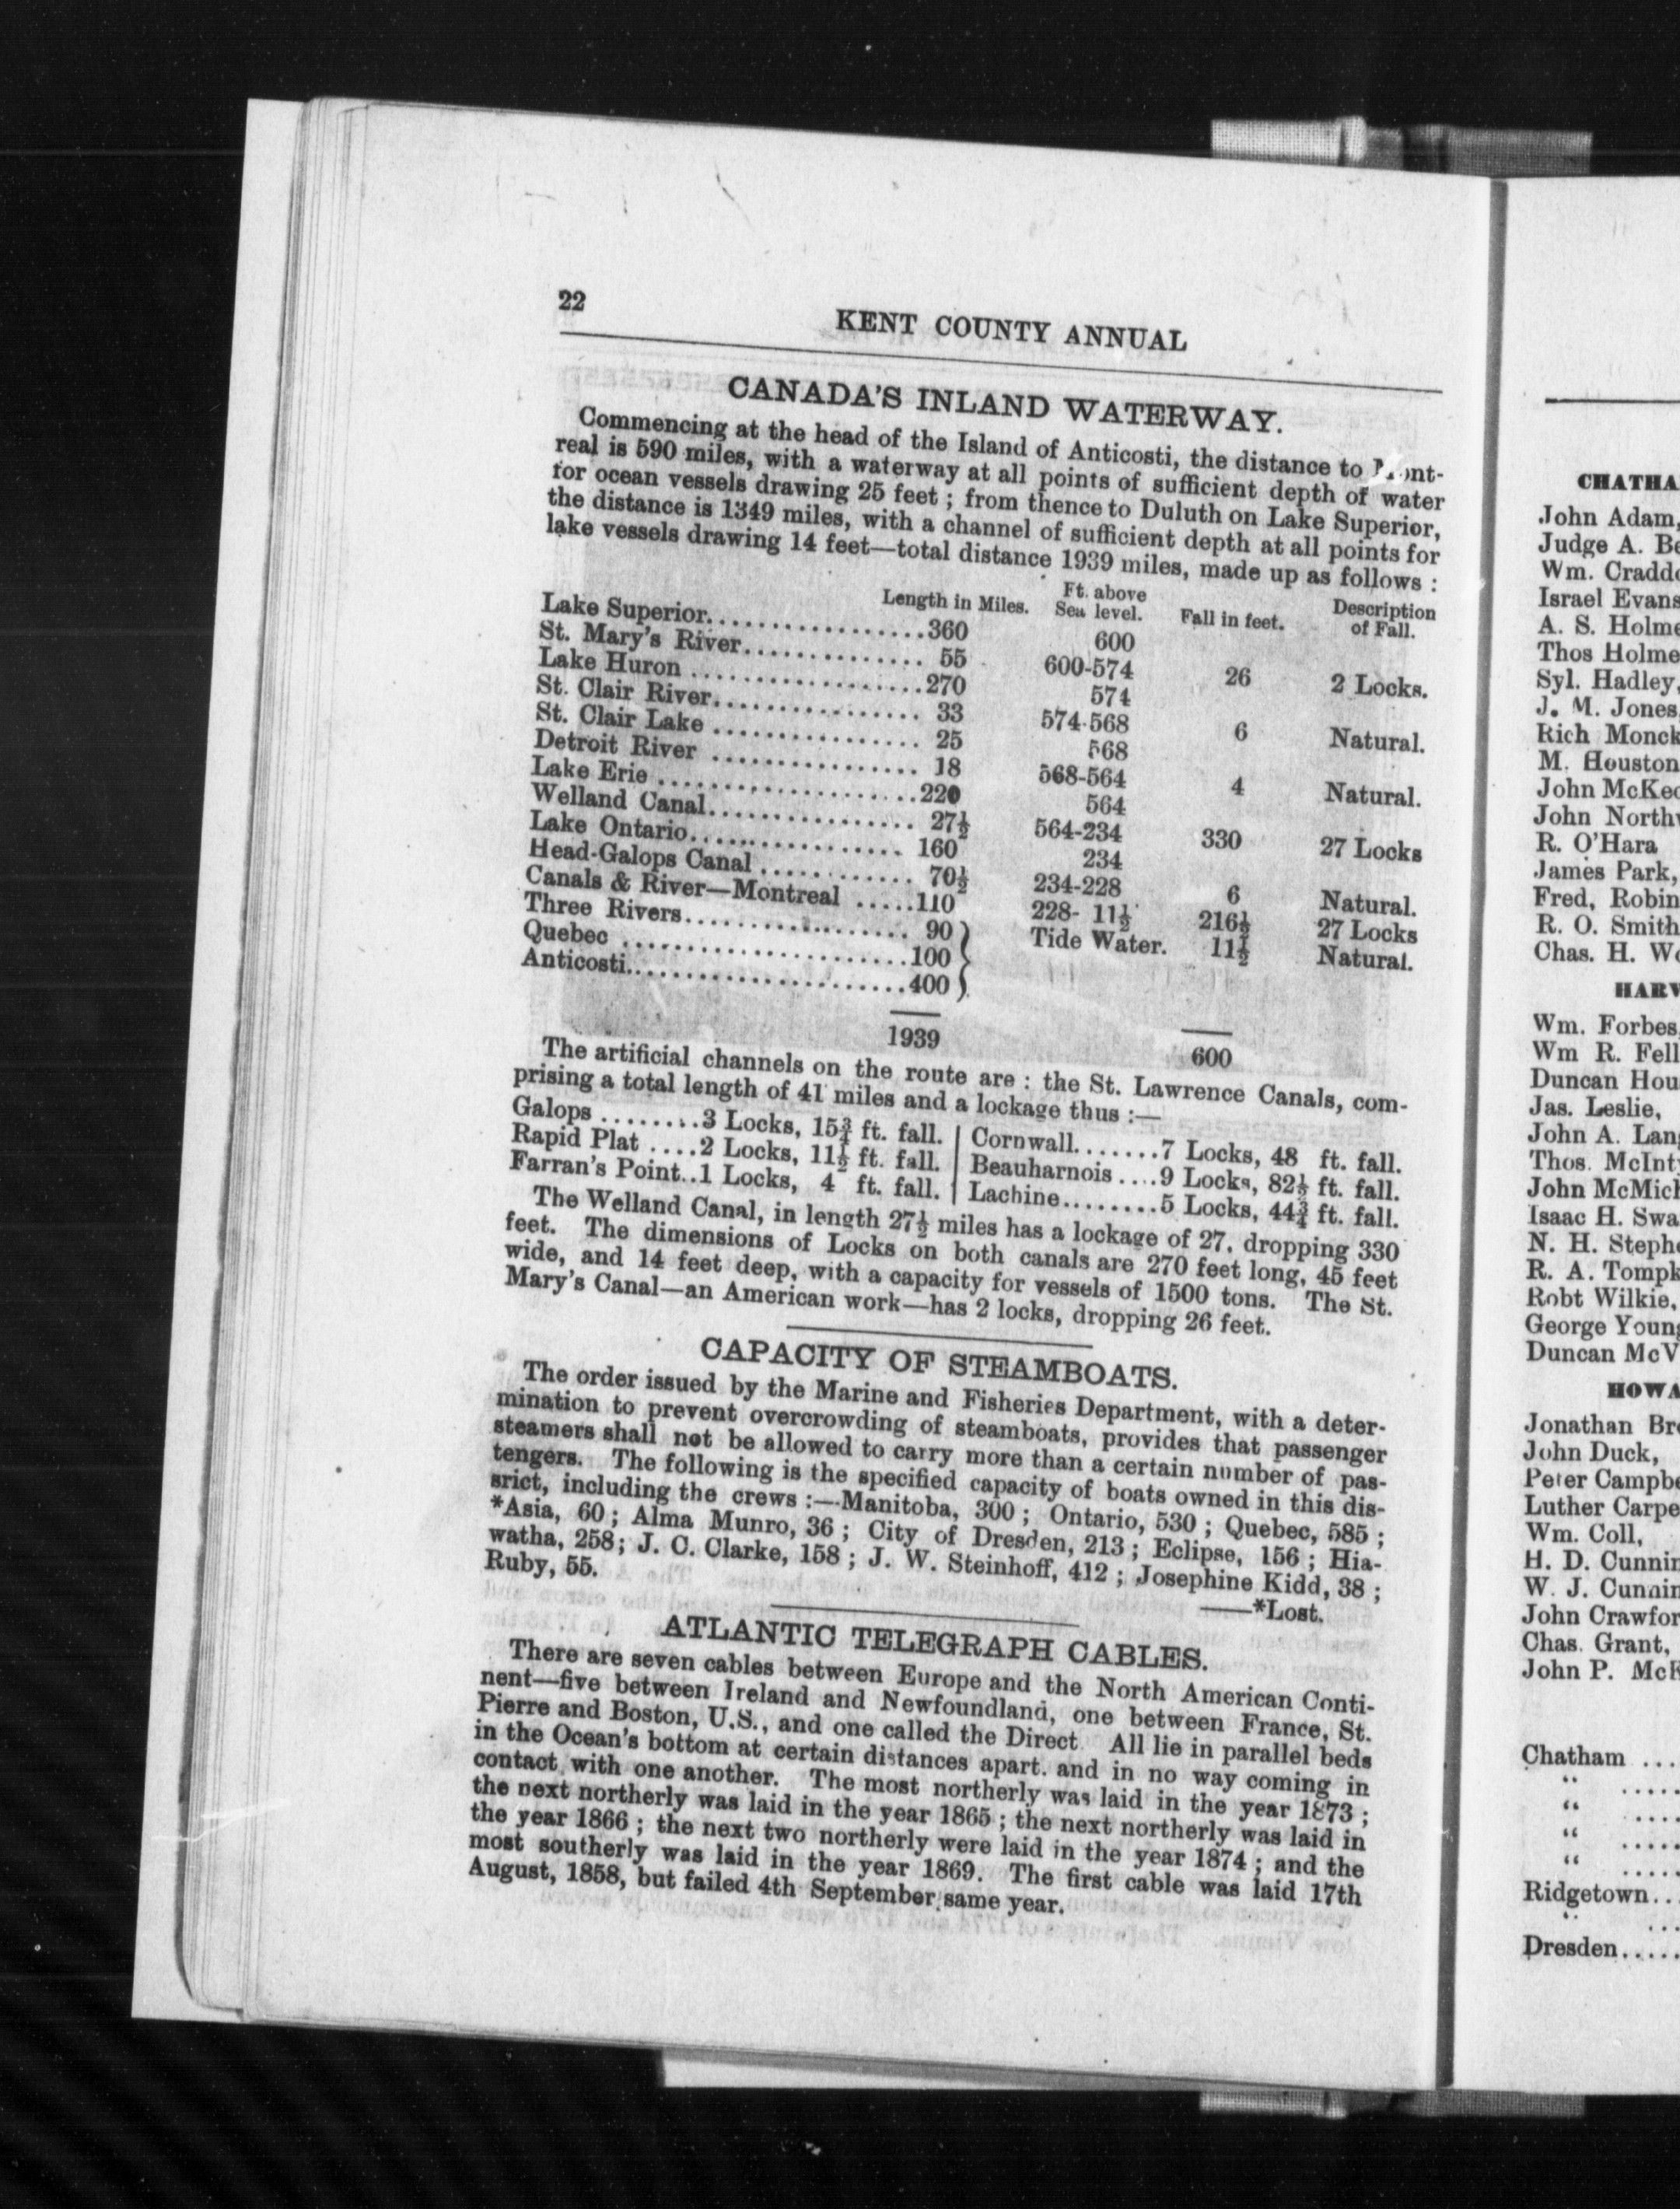 22
KENT COUNTY ANNUAL
CANADA'S INLAND WATERWAY.
Commencing at the head of the Island of Anticosti, the distance to
real is 590 miles, with a waterway at all points of sufficient depth of water
for ocean vessels drawing 25 feet ; from thence to Duluth on Lake Superior,
the distance is 1349 miles, with a channel of sufficient depth at all points for
lake vessels drawing 14 feet—total distance 1939 miles, made up as follows :
Length in Miles. Ft. above Sea level. Fall in feet. Description of Fall.
Lake Superior..................360 600
St. Mary's River.............. 55 600-574 26 2 Locks.
Lake Huron ...................270 574
St. Clair River................. 33 574-568 6 Natural.
St. Clair Lake ................ 25 568
Detroit River ................ 18 568-564 4 Natural.
Lake Erie .....................220 564
Welland Canal................ 27½ 564-234 330 27 Locks
Lake Ontario................. 160 234
Head-Galops Canal ............ 70½ 234-228 6 Natural.
Canals & River—Montreal .....110 228- 11½ 216½ 27 Locks
Three Rivers.................. 90 } Tide Water. 11½ Natural.
Quebec .......................100
Anticosti......................400
1939 600
The artificial channels on the route are : the St. Lawrence Canals, com-
prising a total length of 41 miles and a lockage thus :—
Galops .........3 Locks, 15¾ ft. fall. | Cornwall.......7 Locks, 48 ft. fall.
Rapid Plat ....2 Locks, 11½ ft. fall. | Beauharnois ....9 Locks, 82½ ft. fall.
Farran's Point..1 Locks, 4 ft. fall. | Lachine........5 Locks, 44¾ ft. fall.
The Welland Canal, in length 27½ miles has a lockage of 27, dropping 330
feet. The dimensions of Locks on both canals are 270 feet long, 45 feet
wide, and 14 feet deep, with a capacity for vessels of 1500 tons. The St.
Mary's Canal—an American work—has 2 locks, dropping 26 feet.
CAPACITY OF STEAMBOATS.
The order issued by the Marine and Fisheries Department, with a deter-
mination to prevent overcrowding of steamboats, provides that passenger
steamers shall not be allowed to carry more than a certain number of pas-
tengers. The following is the specified capacity of boats owned in this dis-
srict, including the crews :—Manitoba, 300 ; Ontario, 530 ; Quebec, 585 ;
*Asia, 60 ; Alma Munro, 36 ; City of Dresden, 213 ; Eclipse, 156 ; Hia-
watha, 258; J. C. Clarke, 158 ; J. W. Steinhoff, 412 ; Josephine Kidd, 38 ;
Ruby, 55.
——*Lost.
ATLANTIC TELEGRAPH CABLES.
There are seven cables between Europe and the North American Conti-
nent—five between Ireland and Newfoundland, one between France, St.
Pierre and Boston, U.S., and one called the Direct. All lie in parallel beds
in the Ocean's bottom at certain distances apart. and in no way coming in
contact with one another. The most northerly was laid in the year 1873 ;
the next northerly was laid in the year 1865 ; the next northerly was laid in
the year 1866 ; the next two northerly were laid in the year 1874 ; and the
most southerly was laid in the year 1869. The first cable was laid 17th
August, 1858, but failed 4th September same year.
John Adam,
Judge A.
Wm.
Israel Evans
A. S.
Thos
Syl. Hadley,
J. M. Jones
Rich
M. Houston
John
John
R. O'Hara
James Park,
Fred,
R. O. Smith
Chas. H.
Wm. Forbes
Wm R.
Duncan
Jas. Leslie,
John A.
Thos.
John
Isaac H.
N. H.
R. A.
Robt Wilkie,
George
Duncan
Jonathan
John Duck,
Peter
Luther
Wm. Coll,
H. D.
W. J.
John
Chas. Grant,
John P.
Chatham ...
" ....
" ....
" ....
" ....
Ridgetown..
" ...
Dresden.....